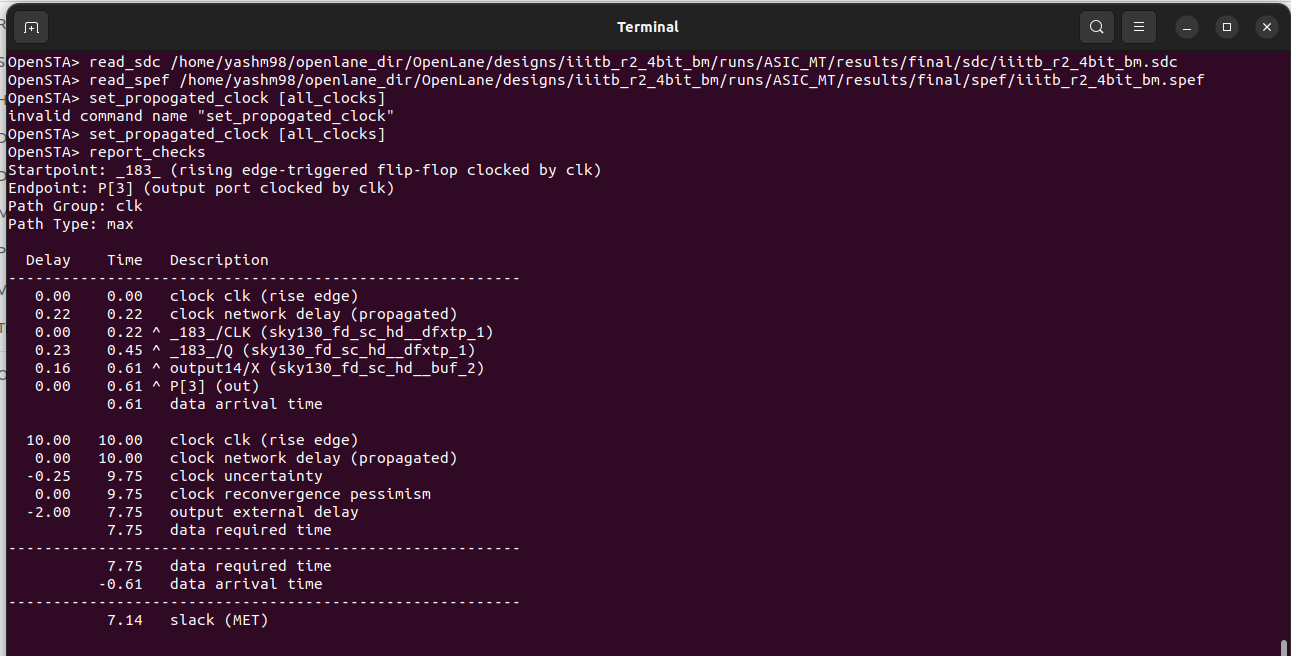 Terminal
OpenSTA> read_sdc /home/yashm98/openlane_dir/OpenLane/designs/iiitb_r2_4bit_bm/runs/ASIC_MT/results/final/sdc/iiitb_r2_4bit_bm.sdc
OpenSTA> read_spef /home/yashm98/openlane_dir/OpenLane/designs/iiitb_r2_4bit_bm/runs/ASIC_MT/results/final/spef/iiitb_r2_4bit_bm.spef
OpenSTA> set_propogated_clock [all_clocks]
invalid command name "set_propogated_clock"
OpenSTA> set_propagated_clock [all_clocks]
OpenSTA> report_checks
Startpoint: _183_ (rising edge-triggered flip-flop clocked by clk)
Endpoint: P[3] (output port clocked by clk)
Path Group: clk
Path Type: max
Delay Time Description
-----------------------------------------------------------
0.00 0.00 clock clk (rise edge)
0.22 0.22 clock network delay (propagated)
0.00 0.22 ^ _183_/CLK (sky130_fd_sc_hd__dfxtp_1)
0.23 0.45 ^ _183_/Q (sky130_fd_sc_hd__dfxtp_1)
0.16 0.61 ^ output14/X (sky130_fd_sc_hd__buf_2)
0.00 0.61 ^ P[3] (out)
0.61 data arrival time
10.00 10.00 clock clk (rise edge)
0.00 10.00 clock network delay (propagated)
-0.25 9.75 clock uncertainty
0.00 9.75 clock reconvergence pessimism
-2.00 7.75 output external delay
7.75 data required time
-----------------------------------------------------------
7.75 data required time
-0.61 data arrival time
-----------------------------------------------------------
7.14 slack (MET)